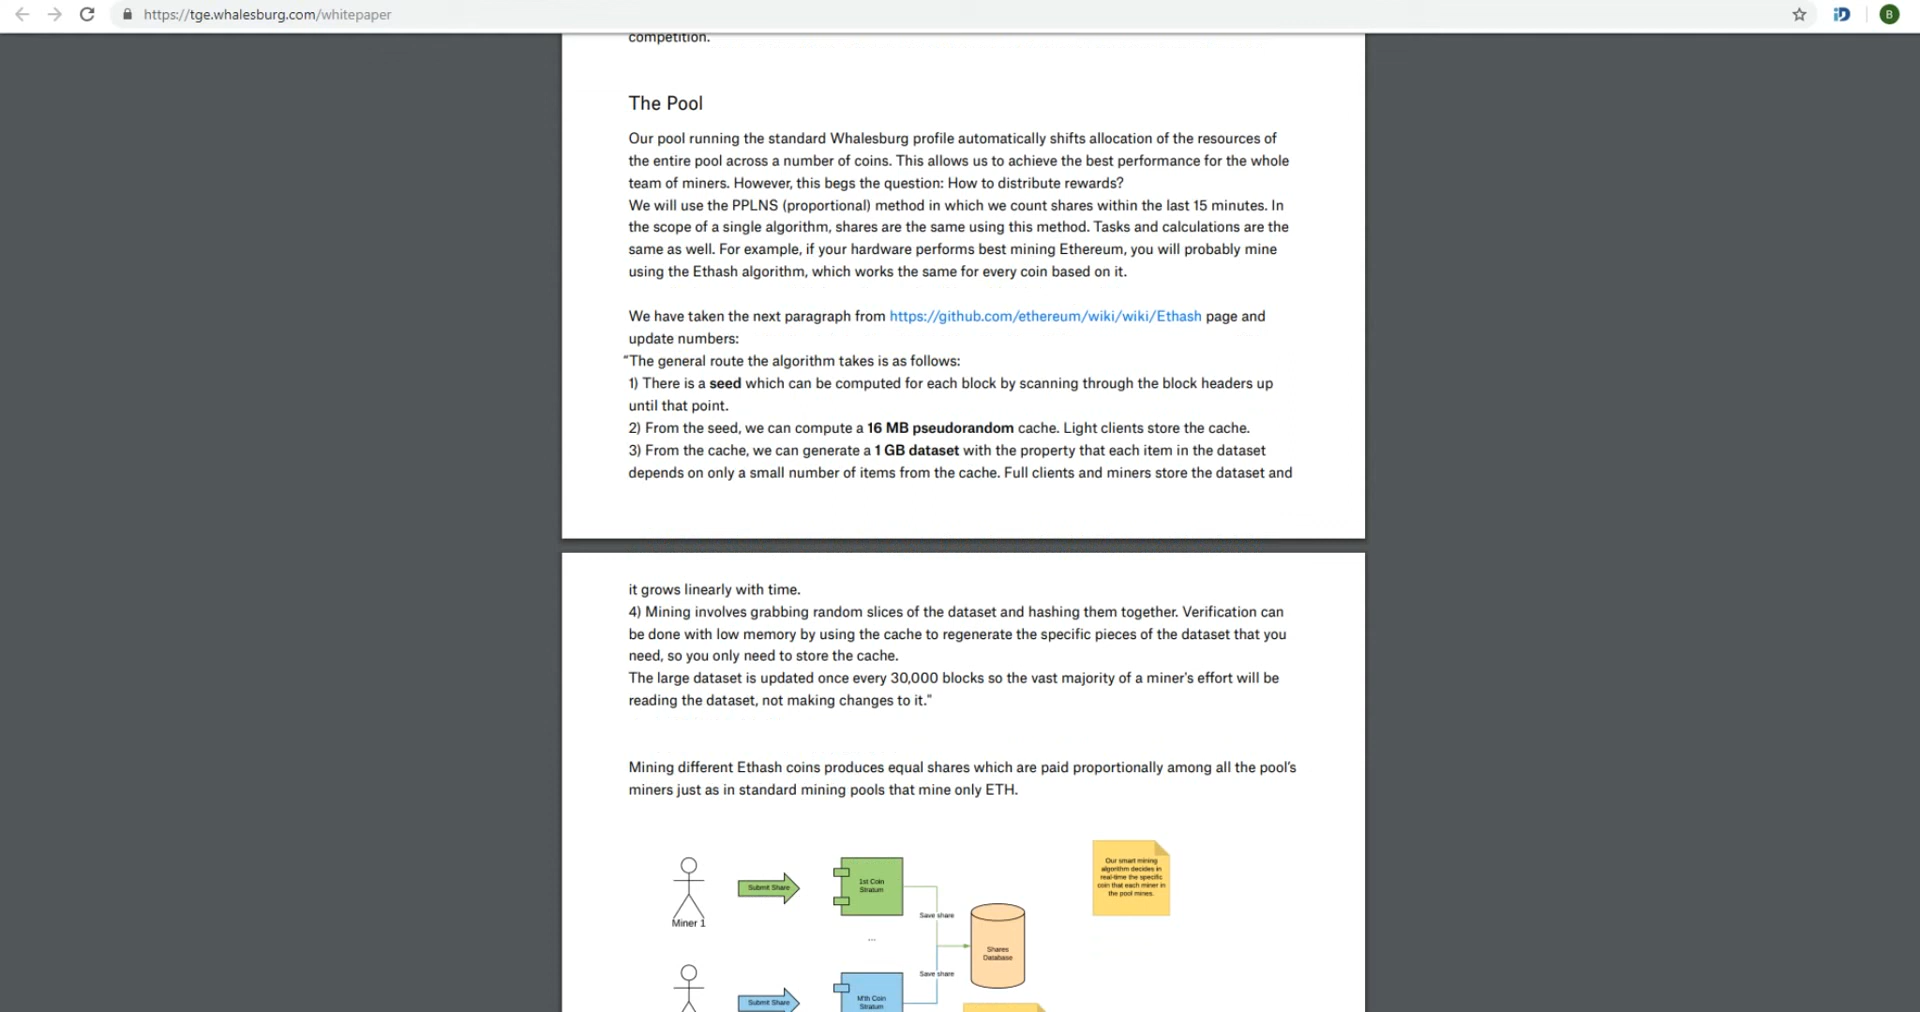 https://tge.whalesburg.com/whitepaper
iD
B
competition.
The Pool
Our pool running the standard Whalesburg profile automatically shifts allocation of the resources of
the entire pool across a number of coins. This allows us to achieve the best performance for the whole
team of miners. However, this begs the question: How to distribute rewards?
We will use the PPLNS (proportional) method in which we count shares within the last 15 minutes. In
the scope of a single algorithm, shares are the same using this method. Tasks and calculations are the
same as well. For example, if your hardware performs best mining Ethereum, you will probably mine
using the Ethash algorithm, which works the same for every coin based on it.
We have taken the next paragraph from https://github.com/ethereum/wiki/wiki/Ethash page and
update numbers:
“The general route the algorithm takes is as follows:
1) There is a seed which can be computed for each block by scanning through the block headers up
until that point.
2) From the seed, we can compute a 16 MB pseudorandom cache. Light clients store the cache.
3) From the cache, we can generate a 1 GB dataset with the property that each item in the dataset
depends on only a small number of items from the cache. Full clients and miners store the dataset and
it grows linearly with time.
4) Mining involves grabbing random slices of the dataset and hashing them together. Verification can
be done with low memory by using the cache to regenerate the specific pieces of the dataset that you
need, so you only need to store the cache.
The large dataset is updated once every 30,000 blocks so the vast majority of a miner's effort will be
reading the dataset, not making changes to it."
Mining different Ethash coins produces equal shares which are paid proportionally among all the pool's
miners just as in standard mining pools that mine only ETH.
Our smart mining
algorithm decides in
real-time the specific
coin that each miner in
the pool mines.
Submit Share
1st Coin
Stratum
Save share
Miner 1
...
Shares
Database
Save share
Submit Share
M'th Coin
Stratum